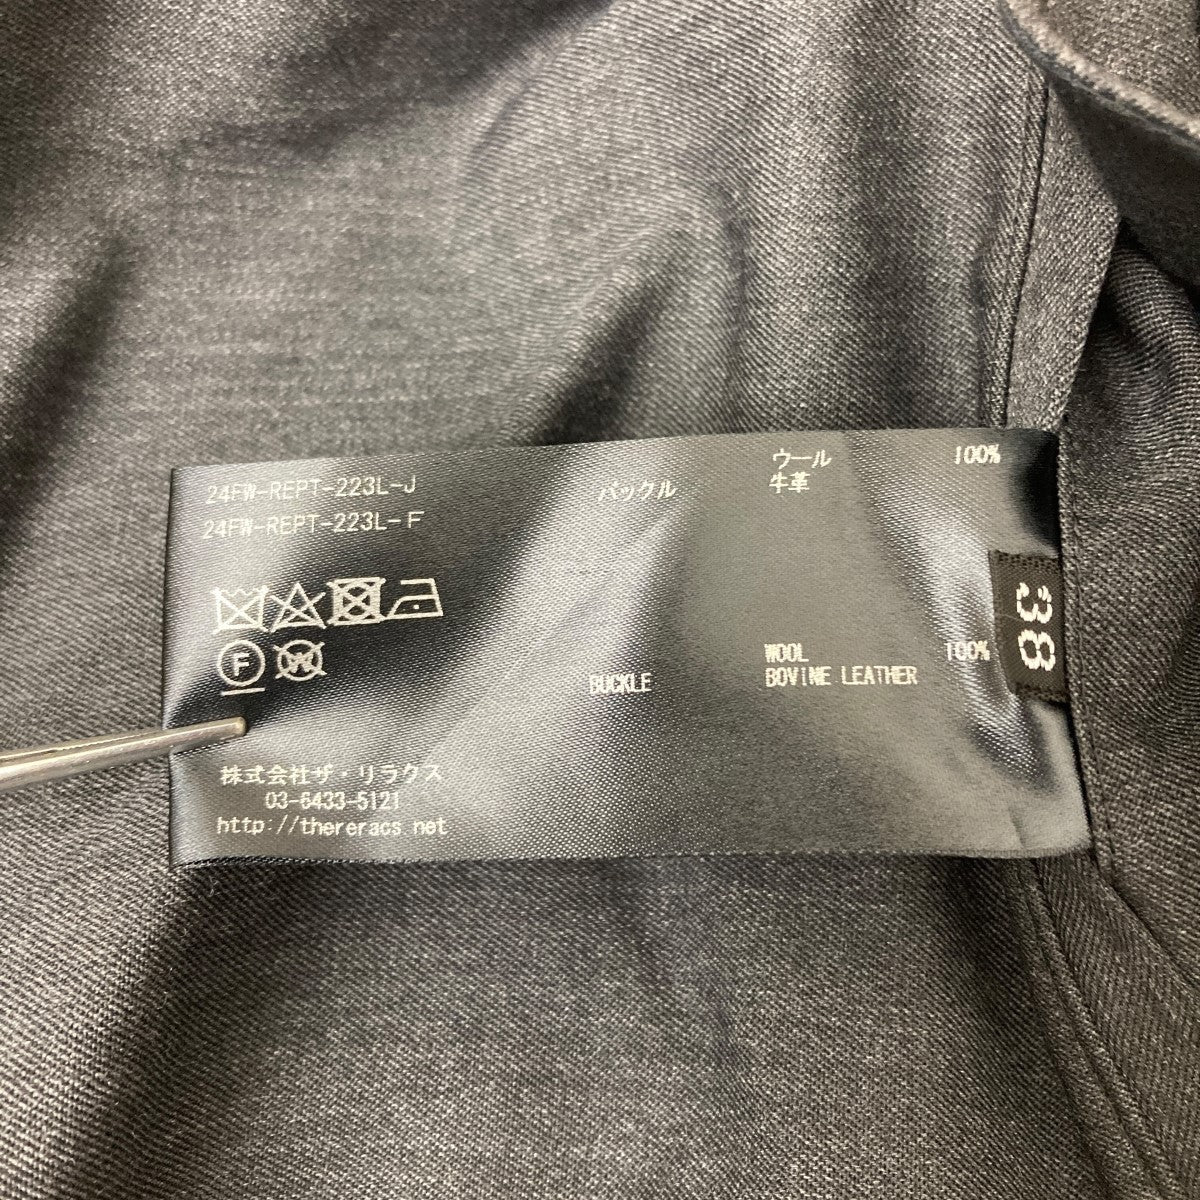 24FW-REPT-223L-J
24FW-REPT-223L-F
ウール 100%
バックル 牛革
F
W
WOOL 100%
BUCKLE BOVINE LEATHER
株式会社ザ・リラクス
03-6433-5121
http://thereracs.net
38